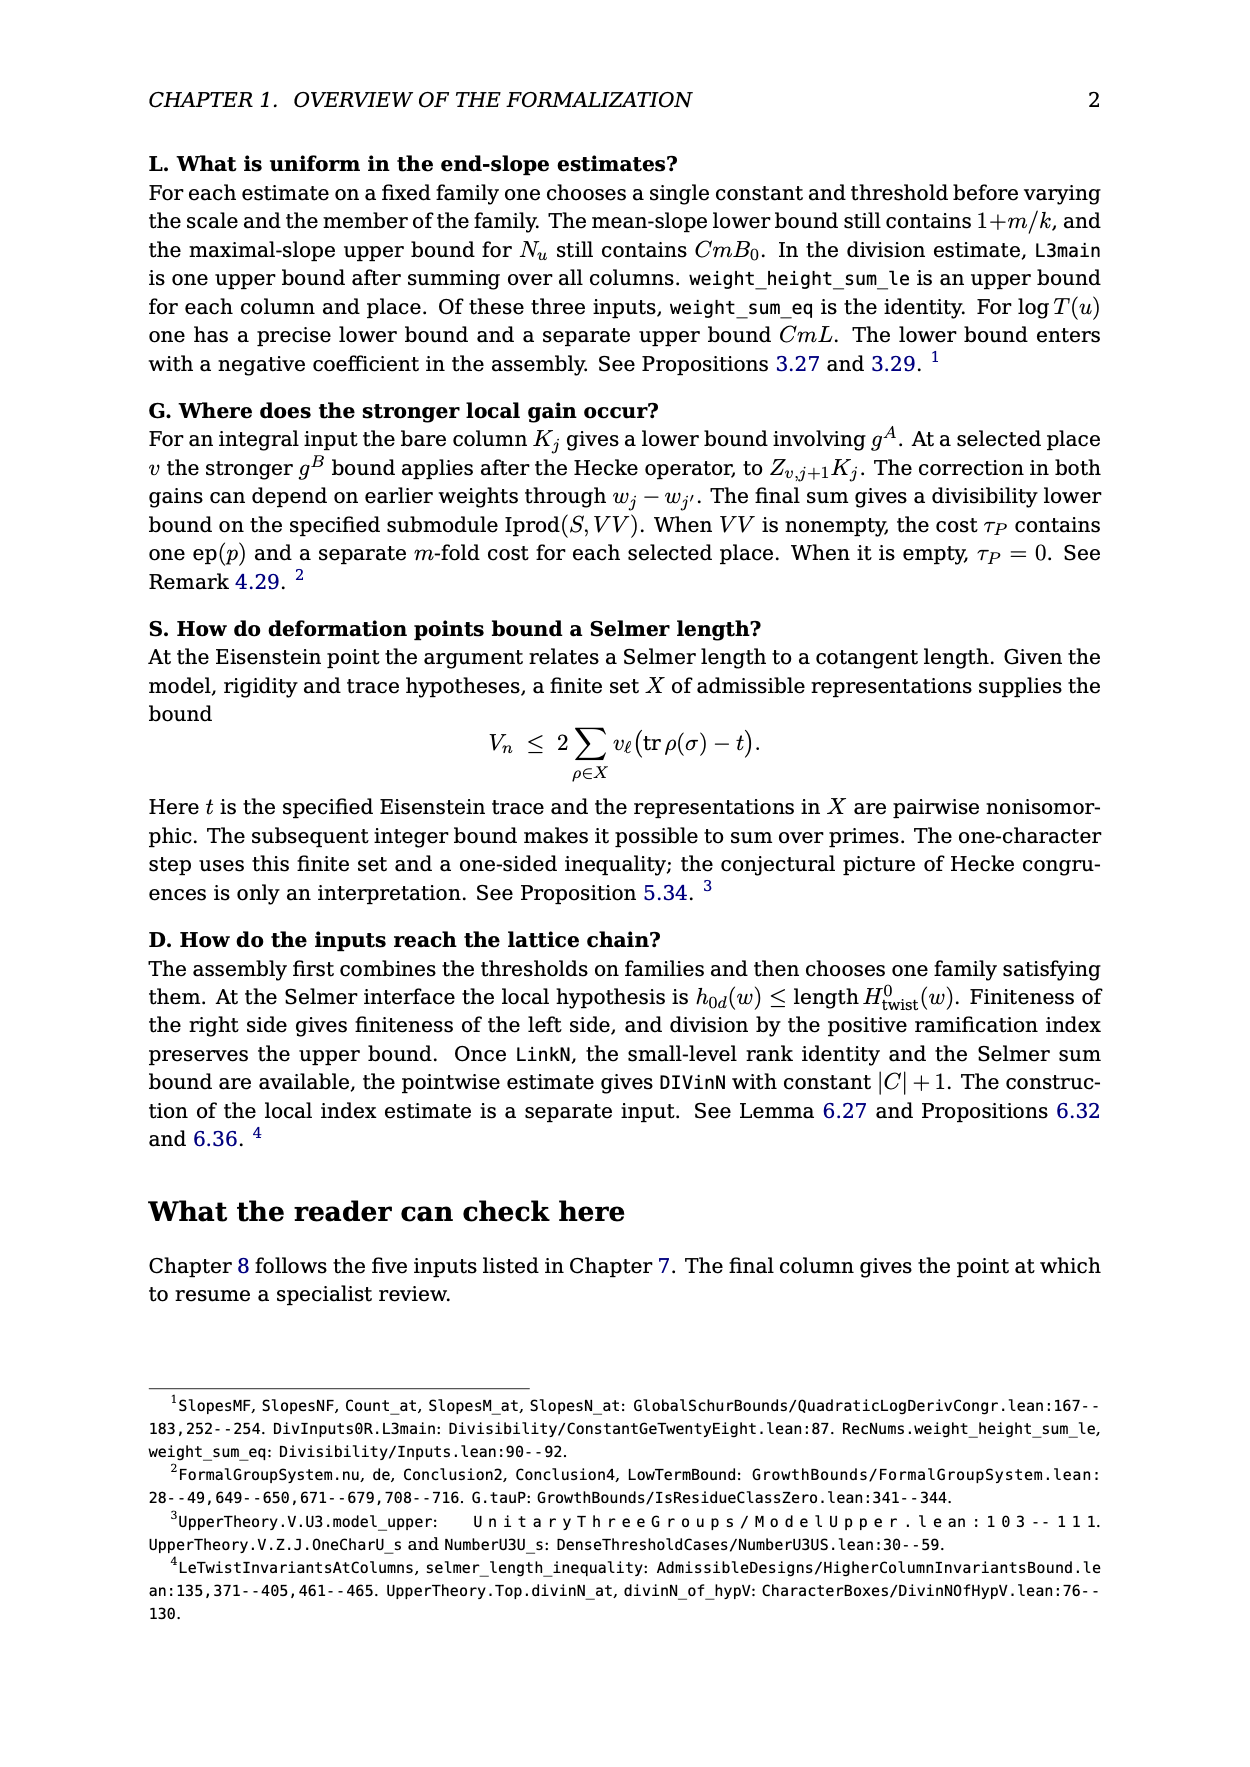 CHAPTER 1. OVERVIEW OF THE FORMALIZATION 2
L. What is uniform in the end-slope estimates?
For each estimate on a fixed family one chooses a single constant and threshold before varying
the scale and the member of the family. The mean-slope lower bound still contains 1+m/k, and
the maximal-slope upper bound for N_u still contains CmB_0. In the division estimate, L3main
is one upper bound after summing over all columns. weight_height_sum_le is an upper bound
for each column and place. Of these three inputs, weight_sum_eq is the identity. For log T(u)
one has a precise lower bound and a separate upper bound CmL. The lower bound enters
with a negative coefficient in the assembly. See Propositions 3.27 and 3.29. 1
G. Where does the stronger local gain occur?
For an integral input the bare column K_j gives a lower bound involving g^A. At a selected place
v the stronger g^B bound applies after the Hecke operator, to Z_{v,j+1}K_j. The correction in both
gains can depend on earlier weights through w_j − w_{j′}. The final sum gives a divisibility lower
bound on the specified submodule Iprod(S, VV). When VV is nonempty, the cost τ_P contains
one ep(p) and a separate m-fold cost for each selected place. When it is empty, τ_P = 0. See
Remark 4.29. 2
S. How do deformation points bound a Selmer length?
At the Eisenstein point the argument relates a Selmer length to a cotangent length. Given the
model, rigidity and trace hypotheses, a finite set X of admissible representations supplies the
bound
V_n ≤ 2 ∑_{ρ∈X} v_ℓ(tr ρ(σ) − t).
Here t is the specified Eisenstein trace and the representations in X are pairwise nonisomor-
phic. The subsequent integer bound makes it possible to sum over primes. The one-character
step uses this finite set and a one-sided inequality; the conjectural picture of Hecke congru-
ences is only an interpretation. See Proposition 5.34. 3
D. How do the inputs reach the lattice chain?
The assembly first combines the thresholds on families and then chooses one family satisfying
them. At the Selmer interface the local hypothesis is h_{0d}(w) ≤ length H^0_{twist}(w). Finiteness of
the right side gives finiteness of the left side, and division by the positive ramification index
preserves the upper bound. Once LinkN, the small-level rank identity and the Selmer sum
bound are available, the pointwise estimate gives DIVinN with constant |C| + 1. The construc-
tion of the local index estimate is a separate input. See Lemma 6.27 and Propositions 6.32
and 6.36. 4
What the reader can check here
Chapter 8 follows the five inputs listed in Chapter 7. The final column gives the point at which
to resume a specialist review.
1SlopesMF, SlopesNF, Count_at, SlopesM_at, SlopesN_at: GlobalSchurBounds/QuadraticLogDerivCongr.lean:167--
183,252--254. DivInputs0R.L3main: Divisibility/ConstantGeTwentyEight.lean:87. RecNums.weight_height_sum_le,
weight_sum_eq: Divisibility/Inputs.lean:90--92.
2FormalGroupSystem.nu, de, Conclusion2, Conclusion4, LowTermBound: GrowthBounds/FormalGroupSystem.lean:
28--49,649--650,671--679,708--716. G.tauP: GrowthBounds/IsResidueClassZero.lean:341--344.
3UpperTheory.V.U3.model_upper: UnitaryThreeGroups/ModelUpper.lean:103--111.
UpperTheory.V.Z.J.OneCharU_s and NumberU3U_s: DenseThresholdCases/NumberU3US.lean:30--59.
4LeTwistInvariantsAtColumns, selmer_length_inequality: AdmissibleDesigns/HigherColumnInvariantsBound.le
an:135,371--405,461--465. UpperTheory.Top.divinN_at, divinN_of_hypV: CharacterBoxes/DivinNOfHypV.lean:76--
130.